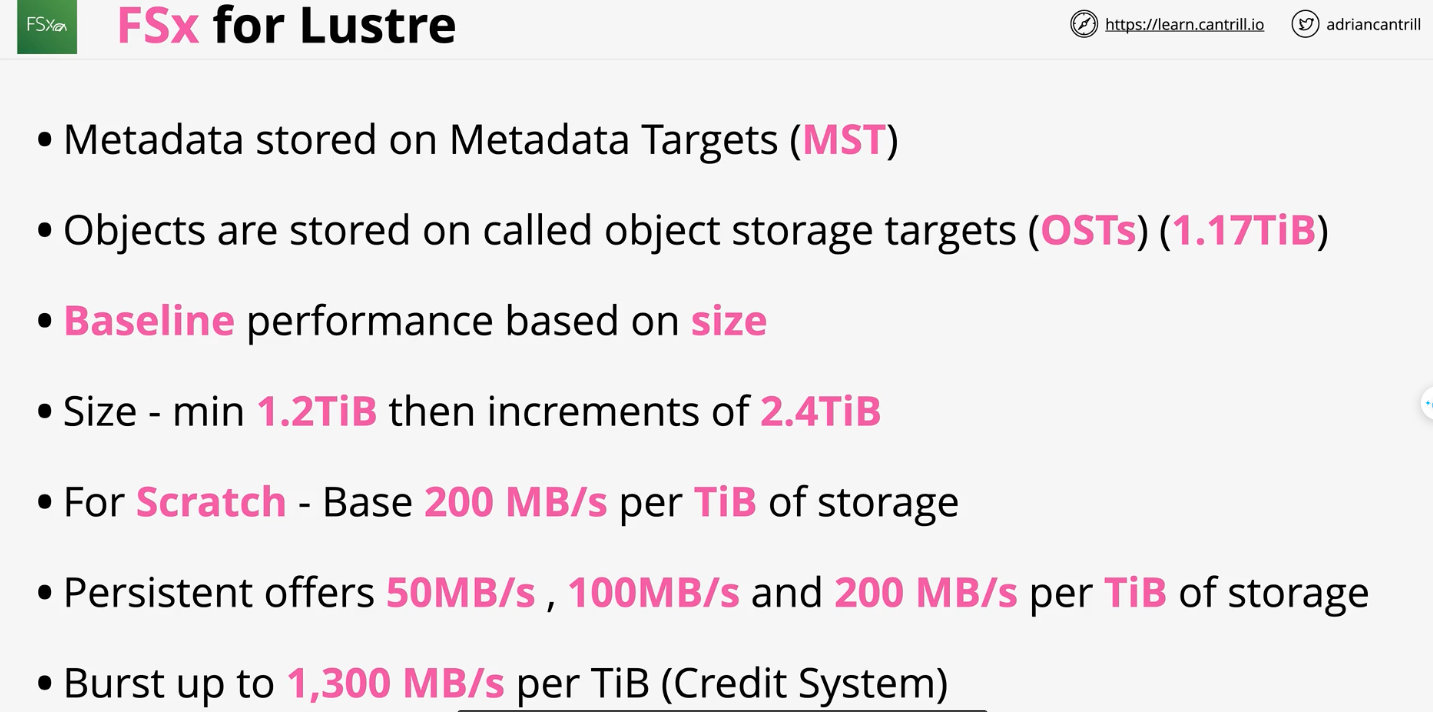 FSx
FSx for Lustre
https://learn.cantrill.io
adriancantrill
• Metadata stored on Metadata Targets (MST)
• Objects are stored on called object storage targets (OSTs) (1.17TiB)
• Baseline performance based on size
• Size - min 1.2TiB then increments of 2.4TiB
• For Scratch - Base 200 MB/s per TiB of storage
• Persistent offers 50MB/s , 100MB/s and 200 MB/s per TiB of storage
• Burst up to 1,300 MB/s per TiB (Credit System)